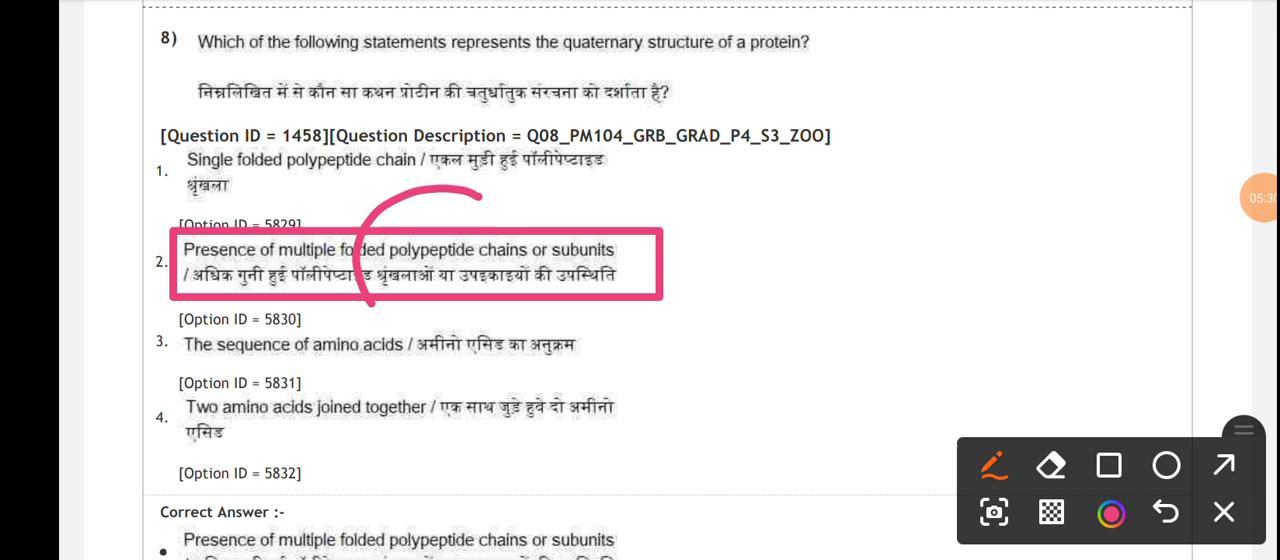 8) Which of the following statements represents the quaternary structure of a protein?
निम्नलिखित में से कौन सा कथन प्रोटीन की चतुर्धातुक संरचना को दर्शाता है?
[Question ID = 1458][Question Description = Q08_PM104_GRB_GRAD_P4_S3_ZOO]
1. Single folded polypeptide chain / एकल मुड़ी हुई पॉलीपेप्टाइड
श्रृंखला
[Option ID = 5829]
2. Presence of multiple folded polypeptide chains or subunits
/ अधिक गुनी हुई पॉलीपेप्टाइड श्रृंखलाओं या उपइकाइयों की उपस्थिति
[Option ID = 5830]
3. The sequence of amino acids / अमीनो एसिड का अनुक्रम
[Option ID = 5831]
4. Two amino acids joined together / एक साथ जुड़े हुवे दो अमीनो
एसिड
[Option ID = 5832]
Correct Answer :-
• Presence of multiple folded polypeptide chains or subunits
05:30